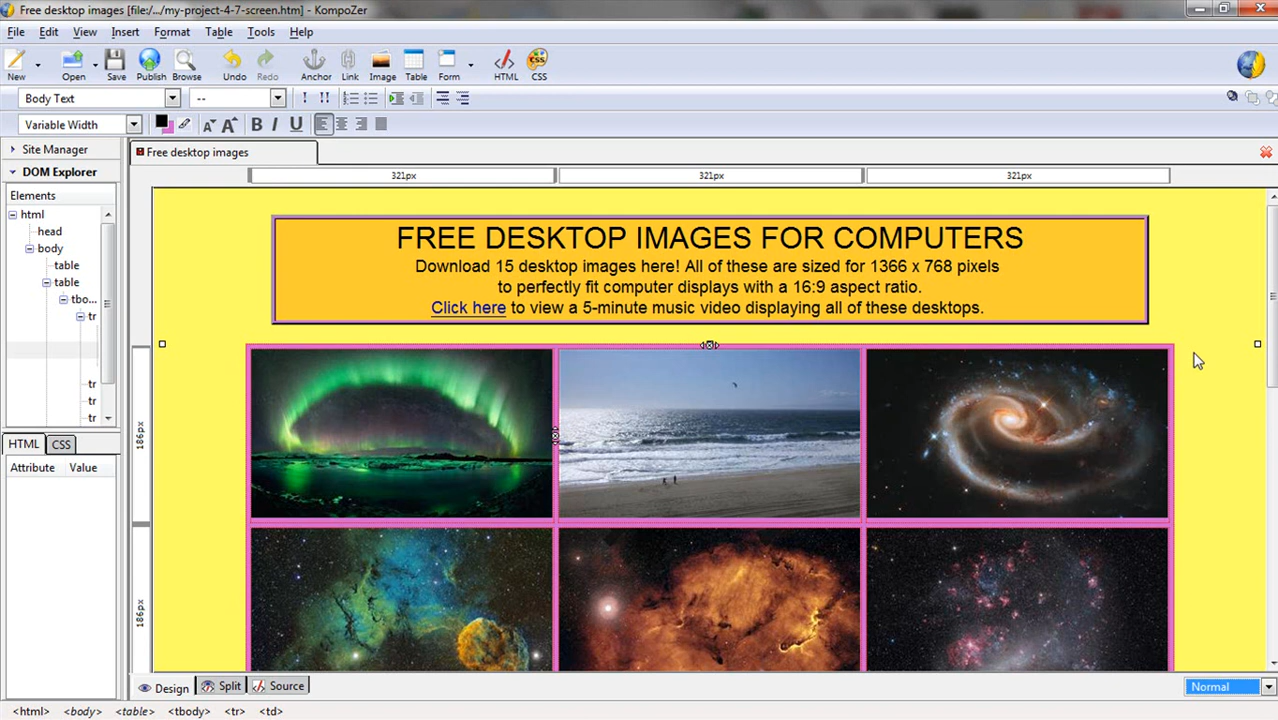 Free desktop images [file:/.../my-project-4-7-screen.htm] - KompoZer
File Edit View Insert Format Table Tools Help
New Open Save Publish Browse Undo Redo Anchor Link Image Table Form HTML CSS
Body Text --
Variable Width
Site Manager
Free desktop images
DOM Explorer
321px 321px 321px
Elements
html
head
body
table
table
tbo...
tr
tr
tr
tr
FREE DESKTOP IMAGES FOR COMPUTERS
Download 15 desktop images here! All of these are sized for 1366 x 768 pixels
to perfectly fit computer displays with a 16:9 aspect ratio.
Click here to view a 5-minute music video displaying all of these desktops.
186px
186px
HTML CSS
Attribute Value
Design Split Source Normal
<html> <body> <table> <tbody> <tr> <td>